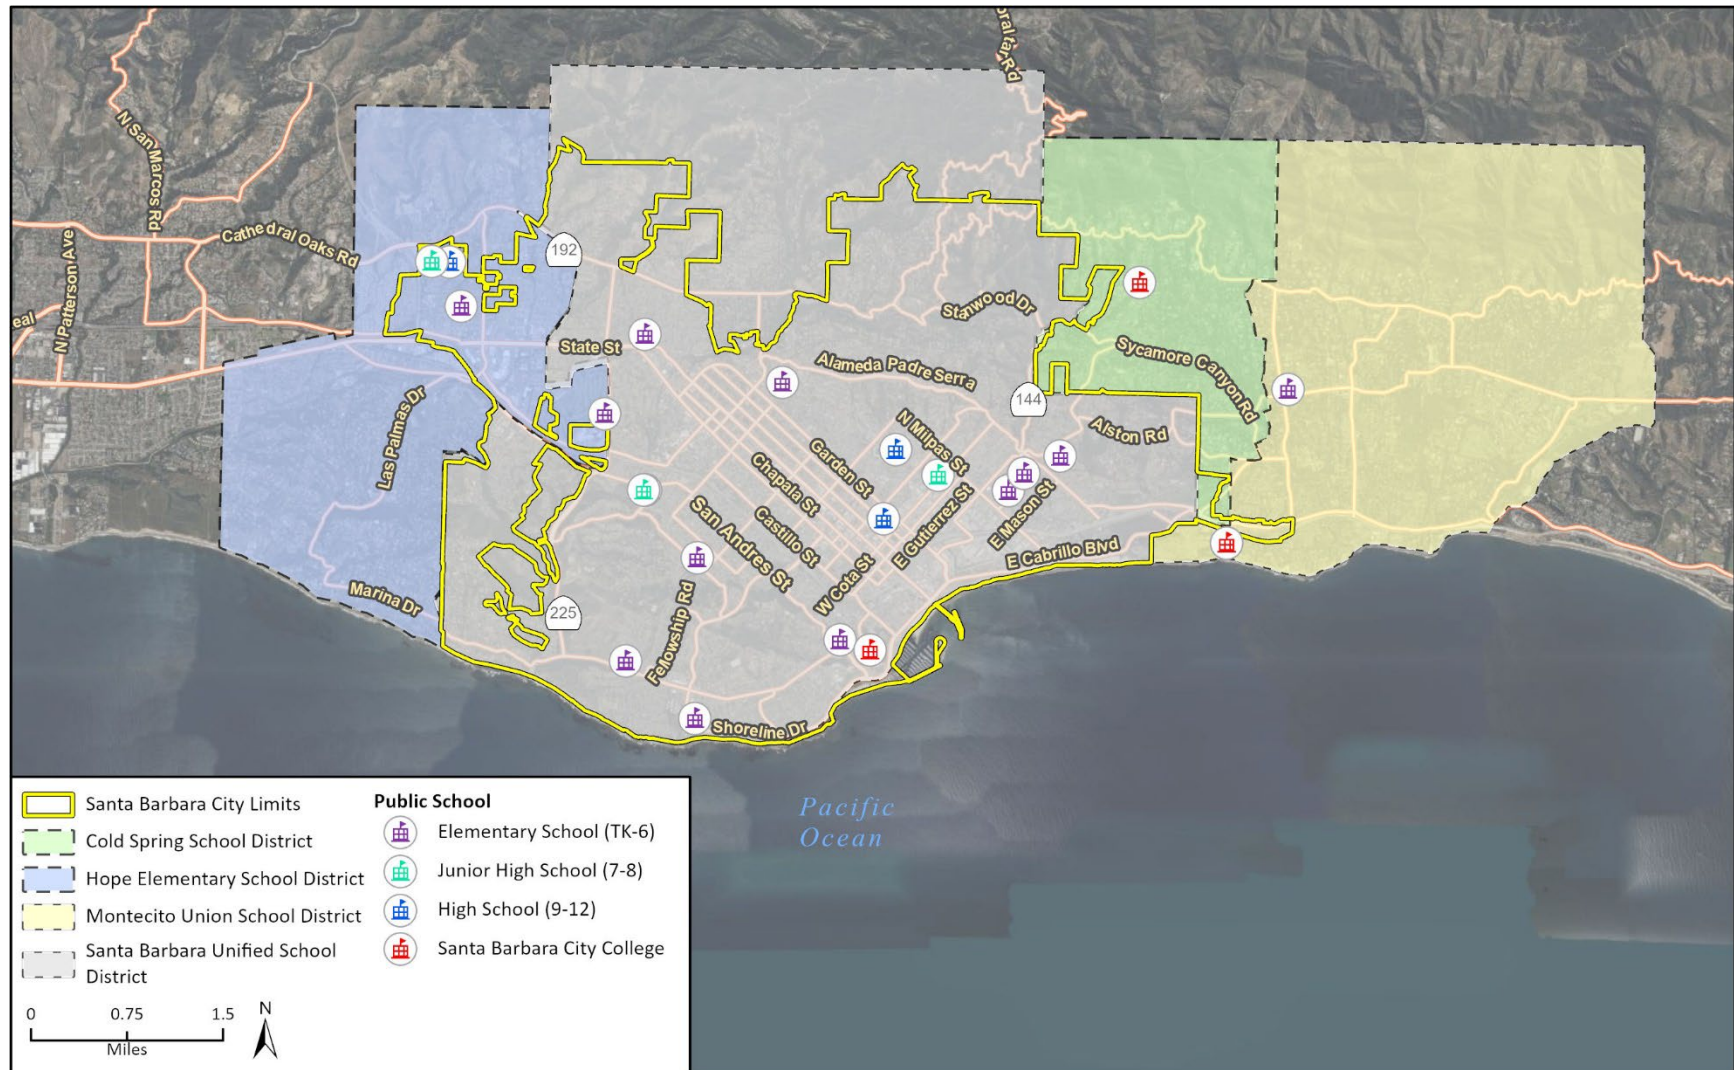 oraltar Rd
N San Marcos Rd
Cathedral Oaks Rd
N Patterson Ave
eal
192
State St
Stanwood Dr
Sycamore Canyon Rd
Alameda Padre Serra
144
Alston Rd
Las Palmas Dr
N Milpas St
Garden St
Chapala St
San Andres St
Castillo St
E Gutierrez St
E Mason St
E Cabrillo Blvd
W Cota St
Marina Dr
225
Fellowship Rd
Shoreline Dr
Pacific
Ocean
Santa Barbara City Limits
Cold Spring School District
Hope Elementary School District
Montecito Union School District
Santa Barbara Unified School
District
Public School
Elementary School (TK-6)
Junior High School (7-8)
High School (9-12)
Santa Barbara City College
0 0.75 1.5
Miles
N